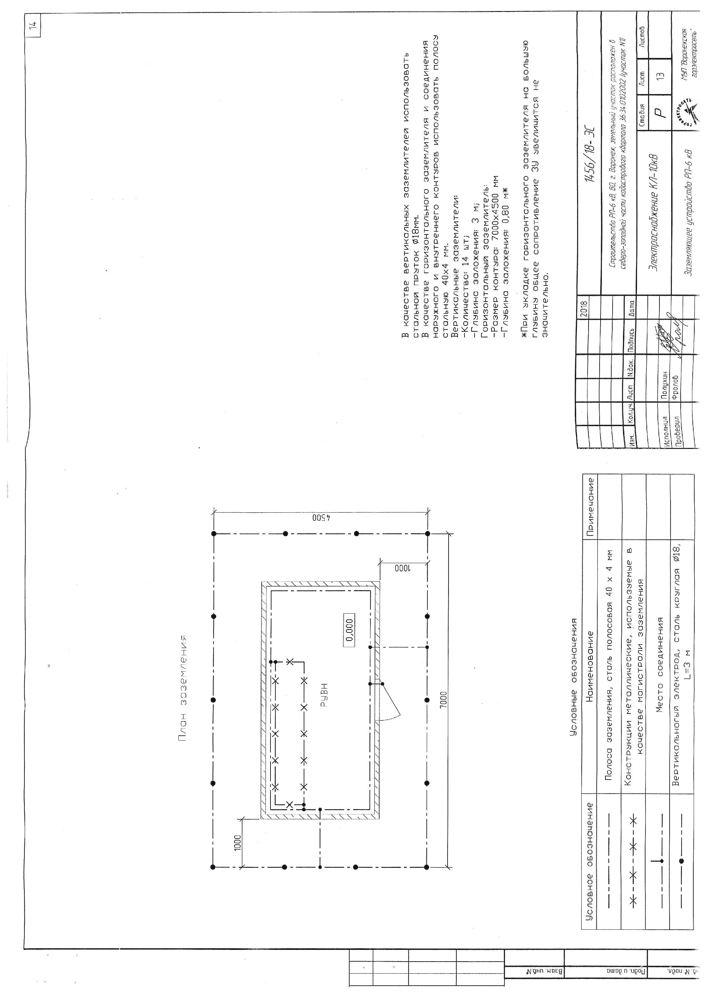 14
План заземления
4500
1000
0,000
РУВН
7000
1000
В качестве вертикальных заземлителей использовать
стальной пруток Ø18мм.
В качестве горизонтального заземлителя и соединения
наружного и внутреннего контуров использовать полосу
стальную 40х4 мм.
Вертикальные заземлители:
-Количество: 14 шт;
-Глубина заложения: 3 м;
Горизонтальный заземлитель:
-Размер контура: 7000х4500 мм
-Глубина заложения: 0,80 м*
*При укладке горизонтального заземлителя на большую
глубину общее сопротивление ЗУ увеличится не
значительно.
Условные обозначения
Условное обозначение Наименование Примечание
Полоса заземления, сталь полосовая 40 х 4 мм
Конструкции металические, используемые в
качестве магистрали заземления
Место соединения
Вертикальногый электрод, сталь круглая Ø18,
L=3 м
2018
1456/18- ЭС
Строительство РП-6 кВ, ВО, г. Воронеж, земельный участок расположен в
северо-западной части кадастрового квартала 36:34:0102002 (участок N1)
Изм. Кол.уч. Лист N.док. Подпись Дата
Электроснабжение КЛ-10кВ
Стадия Лист Листов
Р 13
Исполнил Полухин
Проверил Фролов
Заземляющее устройство РП-6 кВ
ГОРЭЛЕКТРОСЕТЬ
МУП "Воронежская
горэлектросеть"
Взам. инв.N°
Подп. и дата
N° подл.